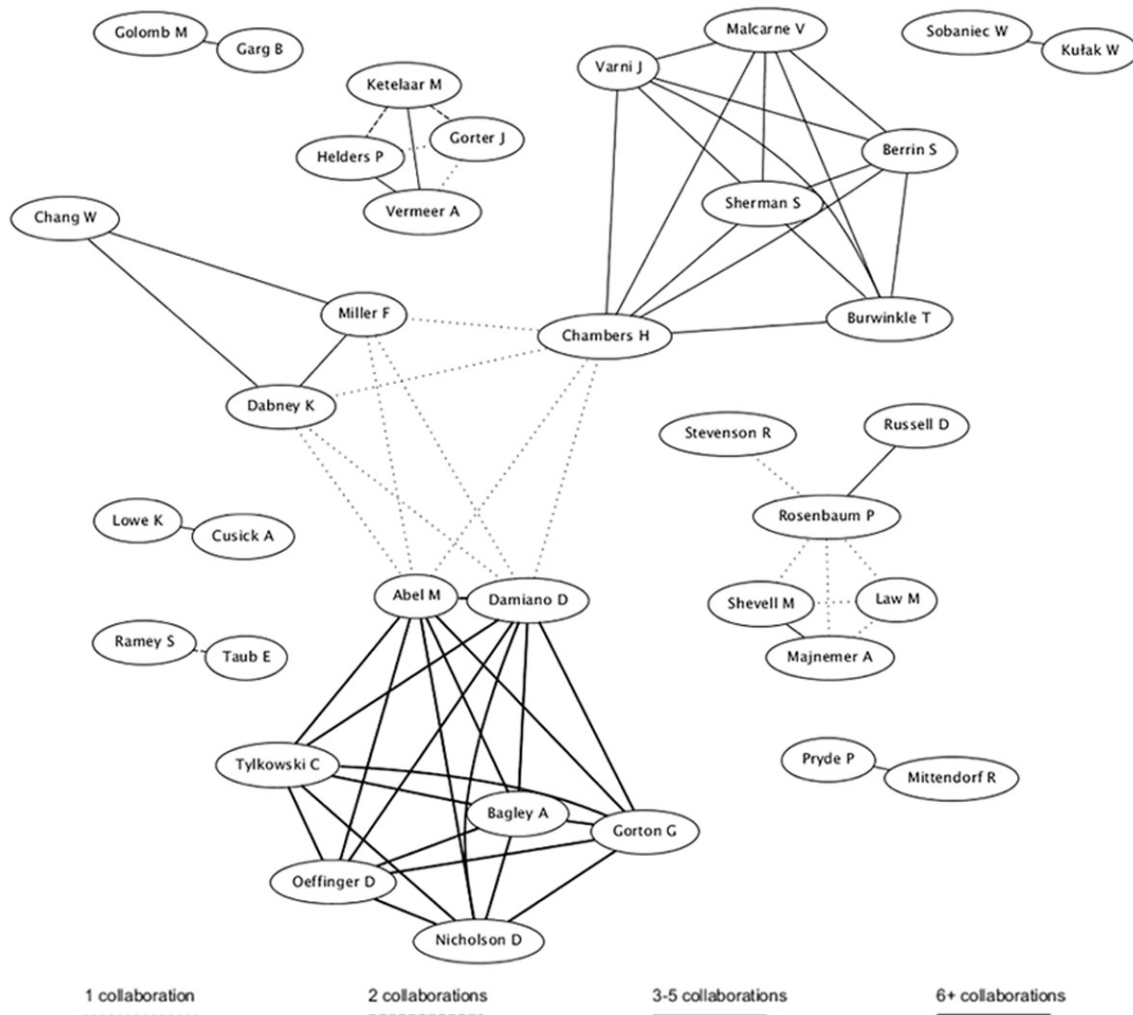 Golomb M
Garg B
Malcarne V
Sobaniec W
Kułak W
Varni J
Ketelaar M
Gorter J
Helders P
Vermeer A
Berrin S
Sherman S
Chang W
Miller F
Chambers H
Burwinkle T
Dabney K
Stevenson R
Russell D
Rosenbaum P
Lowe K
Cusick A
Abel M
Damiano D
Shevell M
Law M
Majnemer A
Ramey S
Taub E
Tylkowski C
Bagley A
Gorton G
Pryde P
Mittendorf R
Oeffinger D
Nicholson D
1 collaboration
2 collaborations
3-5 collaborations
6+ collaborations